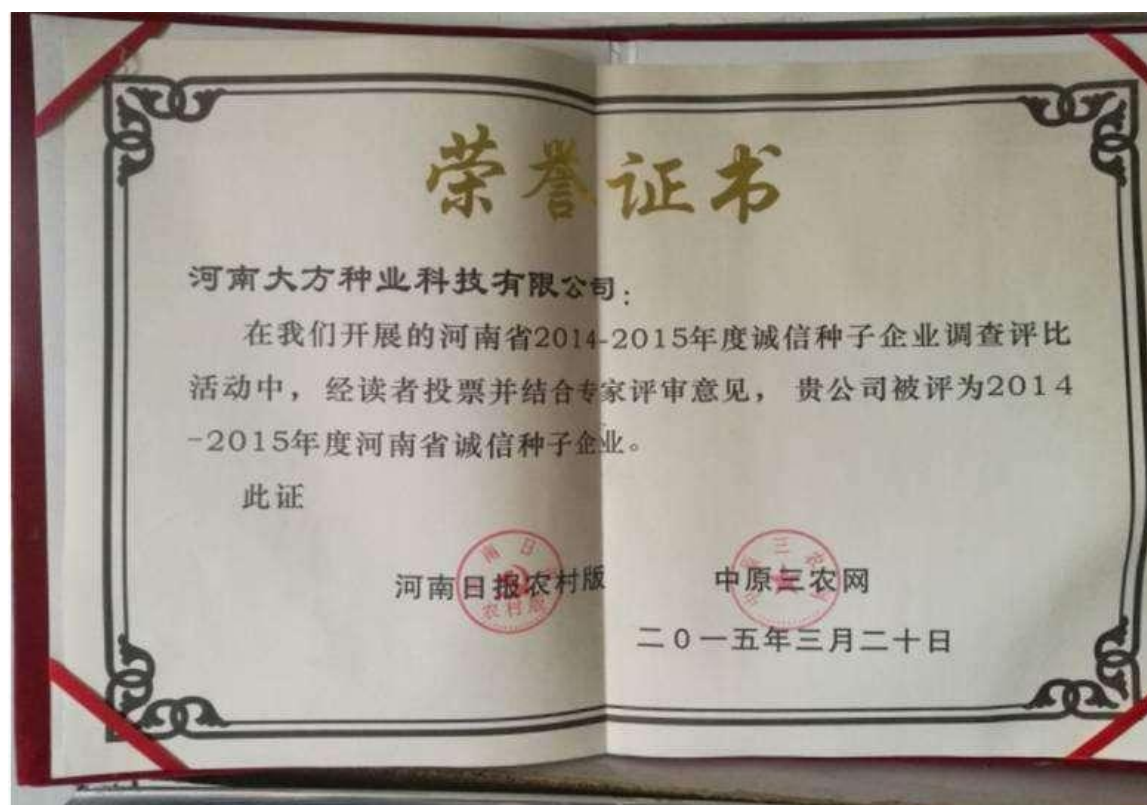 荣誉证书
河南大方种业科技有限公司:
在我们开展的河南省2014-2015年度诚信种子企业调查评比
活动中，经读者投票并结合专家评审意见，贵公司被评为2014
-2015年度河南省诚信种子企业。
此证
河南日报农村版 中原三农网
农村版
二0一五年三月二十日